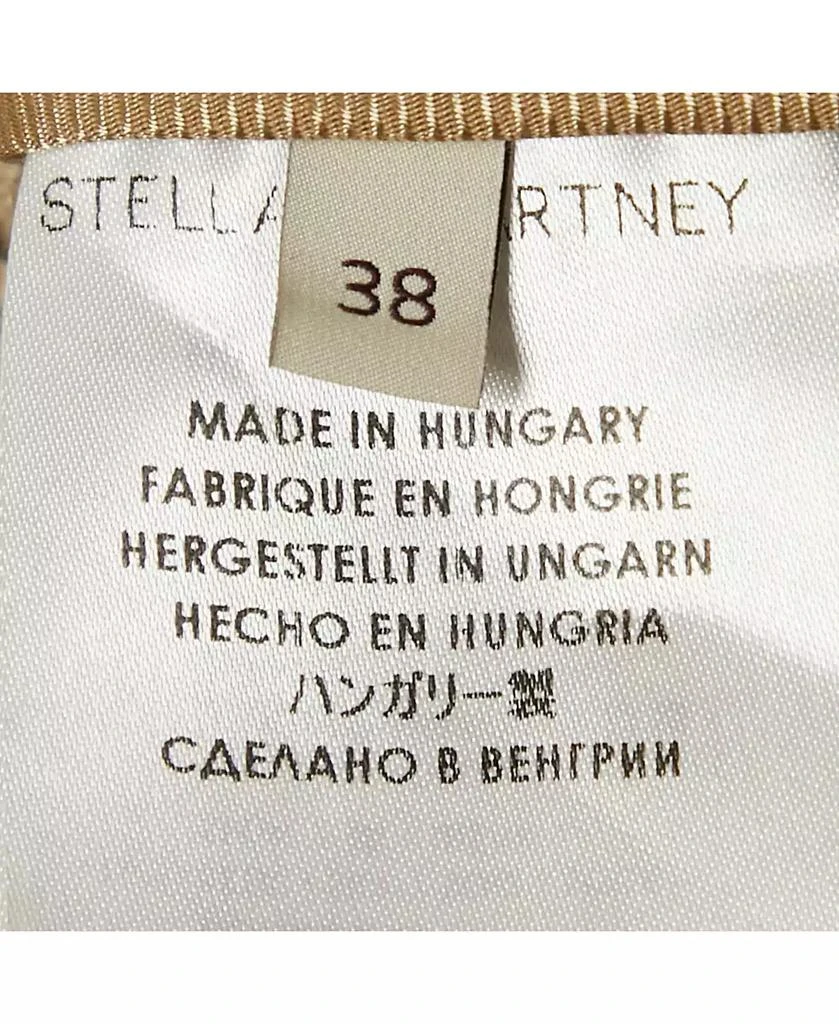 STELLA RTNEY
38
MADE IN HUNGARY
FABRIQUE EN HONGRIE
HERGESTELLT IN UNGARN
HECHO EN HUNGRIA
ハンガリー製
СДЕЛАНО В ВЕНГРИИ